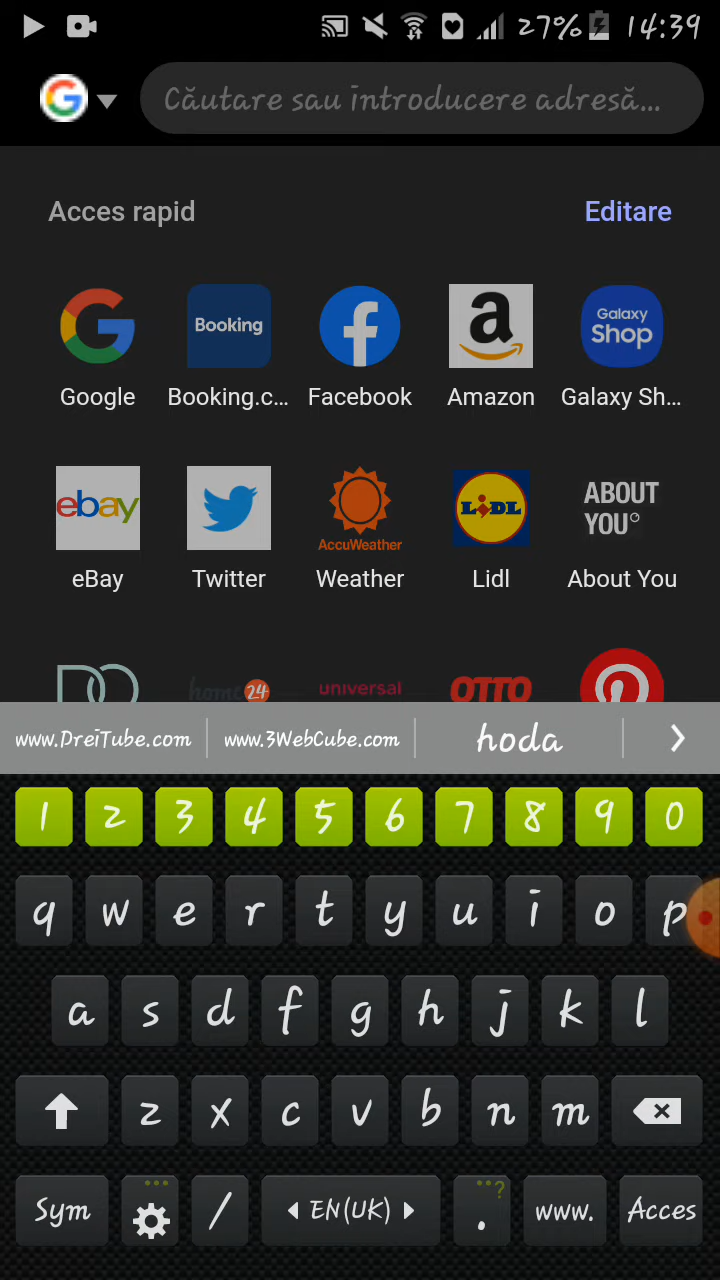 27% 14:39
Căutare sau introducere adresă...
Acces rapid Editare
Booking Galaxy Shop
Google Booking.c... Facebook Amazon Galaxy Sh...
ebay AccuWeather LIDL ABOUT YOU°
eBay Twitter Weather Lidl About You
home24 universal OTTO
www.DreiTube.com www.3WebCube.com hoda
1 2 3 4 5 6 7 8 9 0
q w e r t y u i o p
a s d f g h j k l
z x c v b n m
Sym / EN(UK) . www. Acces